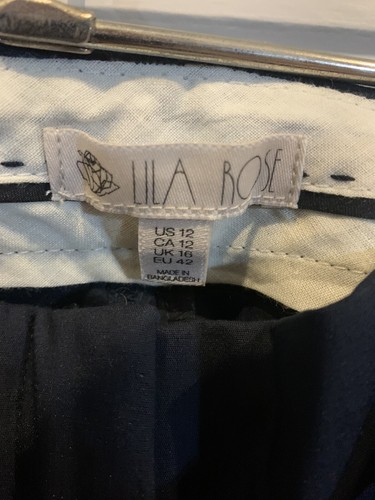 LILA ROSE
US 12
CA 12
UK 16
EU 42
MADE IN
BANGLADESH